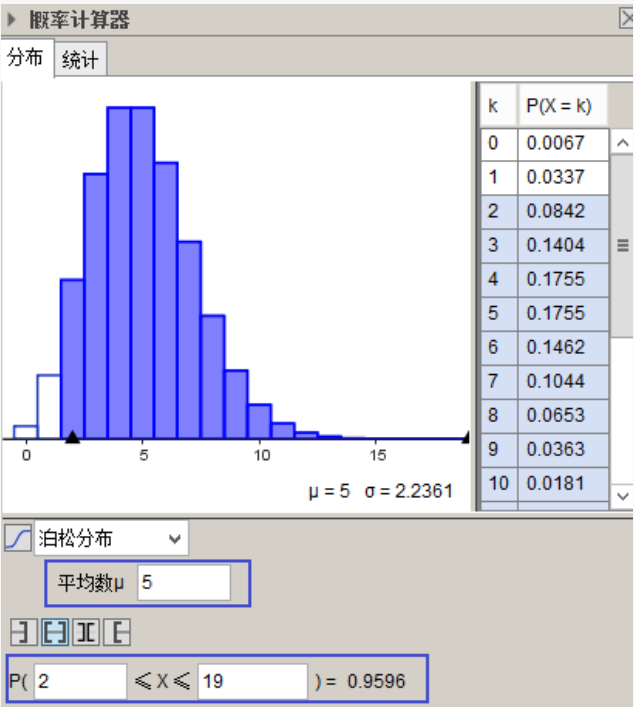 概率计算器
分布 统计
k P(X = k)
0 0.0067
1 0.0337
2 0.0842
3 0.1404
4 0.1755
5 0.1755
6 0.1462
7 0.1044
8 0.0653
9 0.0363
10 0.0181
0 5 10 15
μ = 5 σ = 2.2361
泊松分布
平均数μ 5
P( 2 ≤ X ≤ 19 ) = 0.9596